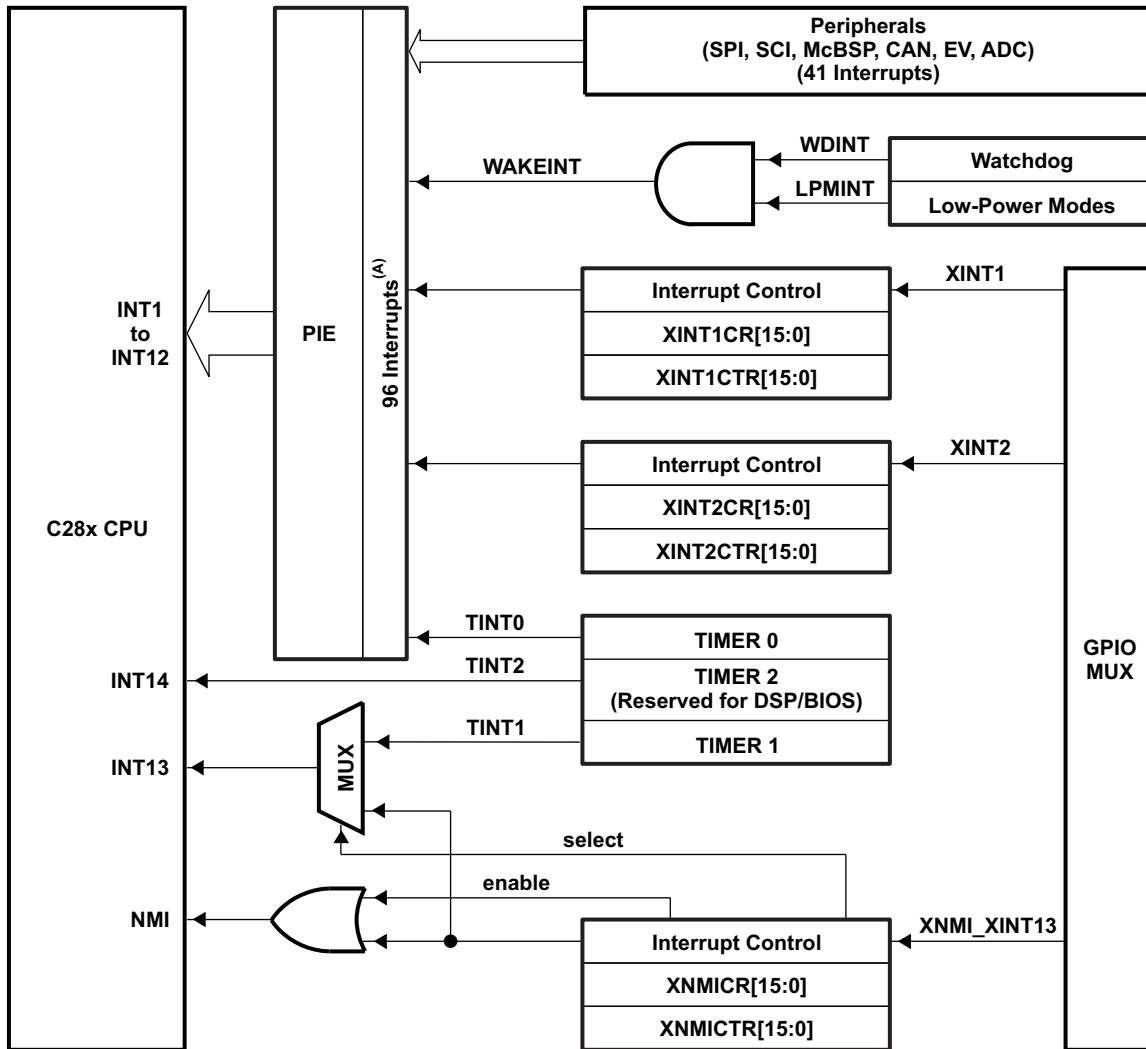 Peripherals
(SPI, SCI, McBSP, CAN, EV, ADC)
(41 Interrupts)
WDINT
Watchdog
WAKEINT
LPMINT
Low-Power Modes
INT1
to
INT12
PIE
96 Interrupts(A)
Interrupt Control
XINT1
XINT1CR[15:0]
XINT1CTR[15:0]
Interrupt Control
XINT2
XINT2CR[15:0]
XINT2CTR[15:0]
C28x CPU
TINT0
TIMER 0
GPIO
MUX
INT14
TINT2
TIMER 2
(Reserved for DSP/BIOS)
TINT1
TIMER 1
INT13
MUX
select
enable
NMI
Interrupt Control
XNMI_XINT13
XNMICR[15:0]
XNMICTR[15:0]